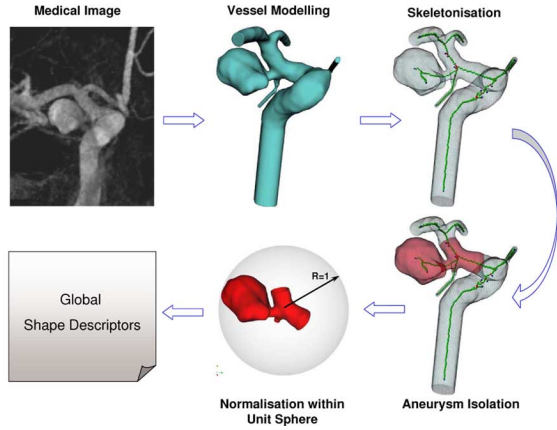 Medical Image
Vessel Modelling
Skeletonisation
Global
Shape Descriptors
R=1
Normalisation within
Unit Sphere
Aneurysm Isolation